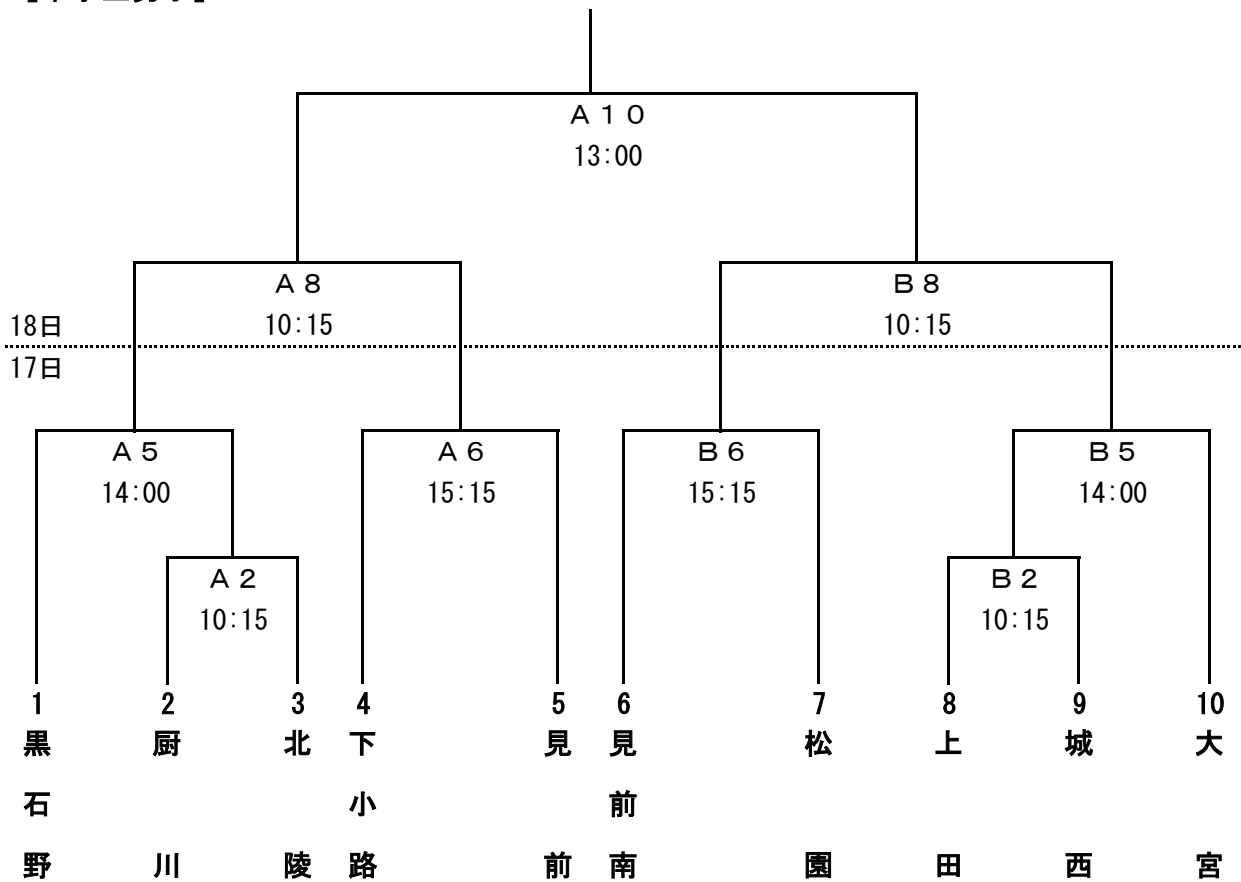 Ａ１０
13:00
Ａ８
Ｂ８
18日
10:15
10:15
17日
Ａ５
Ａ６
Ｂ６
Ｂ５
14:00
15:15
15:15
14:00
Ａ２
Ｂ２
10:15
10:15
1
2
3
4
5
6
7
8
9
10
黒石野
厨川
北陵
下小路
見前
見前南
松園
上田
城西
大宮